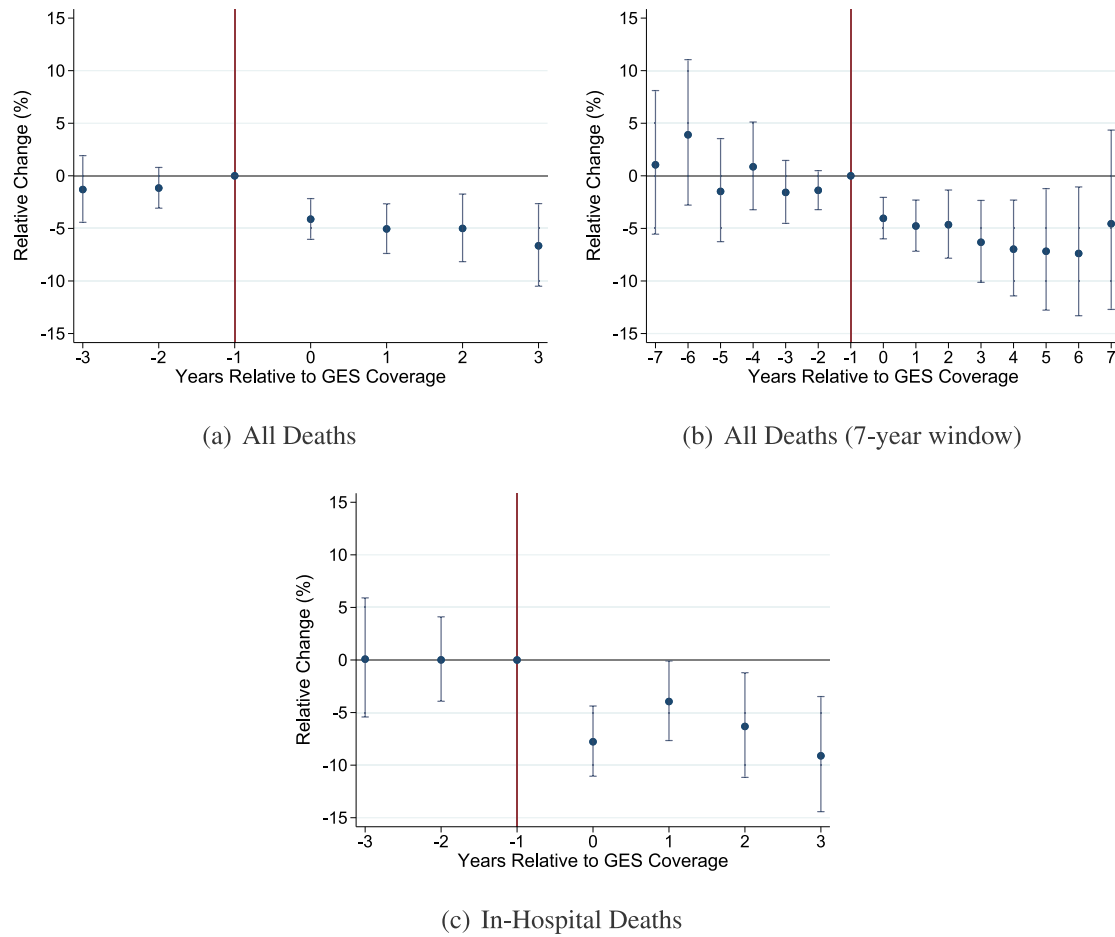 15
10
5
0
-5
-10
-15
Relative Change (%)
-3 -2 -1 0 1 2 3
Years Relative to GES Coverage
(a) All Deaths
15
10
5
0
-5
-10
-15
Relative Change (%)
-7 -6 -5 -4 -3 -2 -1 0 1 2 3 4 5 6 7
Years Relative to GES Coverage
(b) All Deaths (7-year window)
15
10
5
0
-5
-10
-15
Relative Change (%)
-3 -2 -1 0 1 2 3
Years Relative to GES Coverage
(c) In-Hospital Deaths